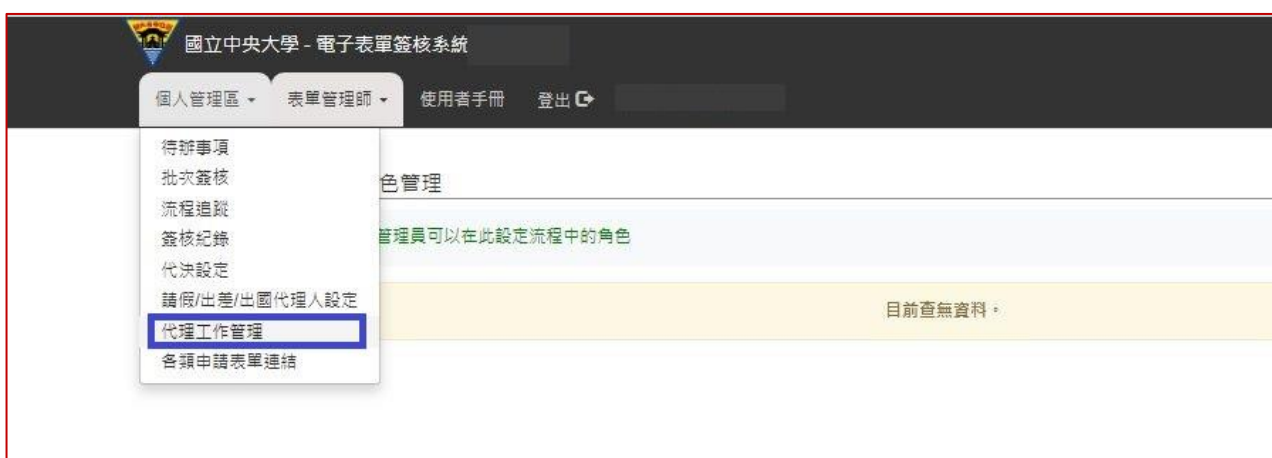 國立中央大學 - 電子表單簽核系統
個人管理區 表單管理師 使用者手冊 登出
待辦事項
批次簽核
色管理
流程追蹤
管理員可以在此設定流程中的角色
簽核紀錄
代決設定
請假/出差/出國代理人設定
目前查無資料。
代理工作管理
各類申請表單連結